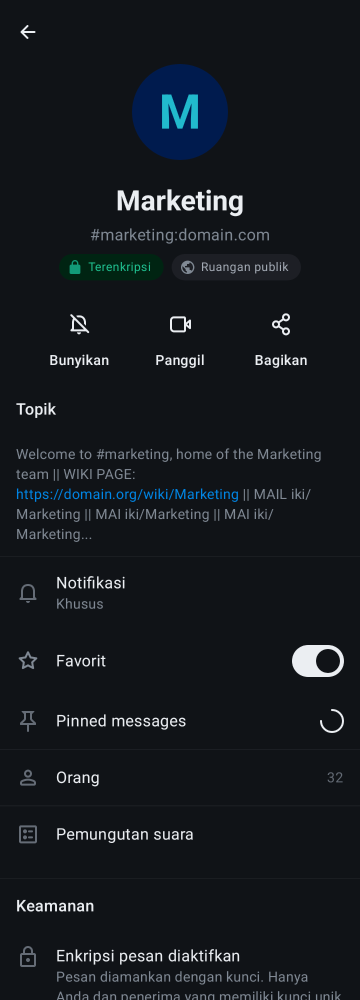 M
Marketing
#marketing:domain.com
Terenkripsi
Ruangan publik
Bunyikan
Panggil
Bagikan
Topik
Welcome to #marketing, home of the Marketing
team || WIKI PAGE:
https://domain.org/wiki/Marketing || MAIL iki/
Marketing || MAI iki/Marketing || MAI iki/
Marketing...
Notifikasi
Khusus
Favorit
Pinned messages
Orang
32
Pemungutan suara
Keamanan
Enkripsi pesan diaktifkan
Pesan diamankan dengan kunci. Hanya
Anda dan penerima yang memiliki kunci unik